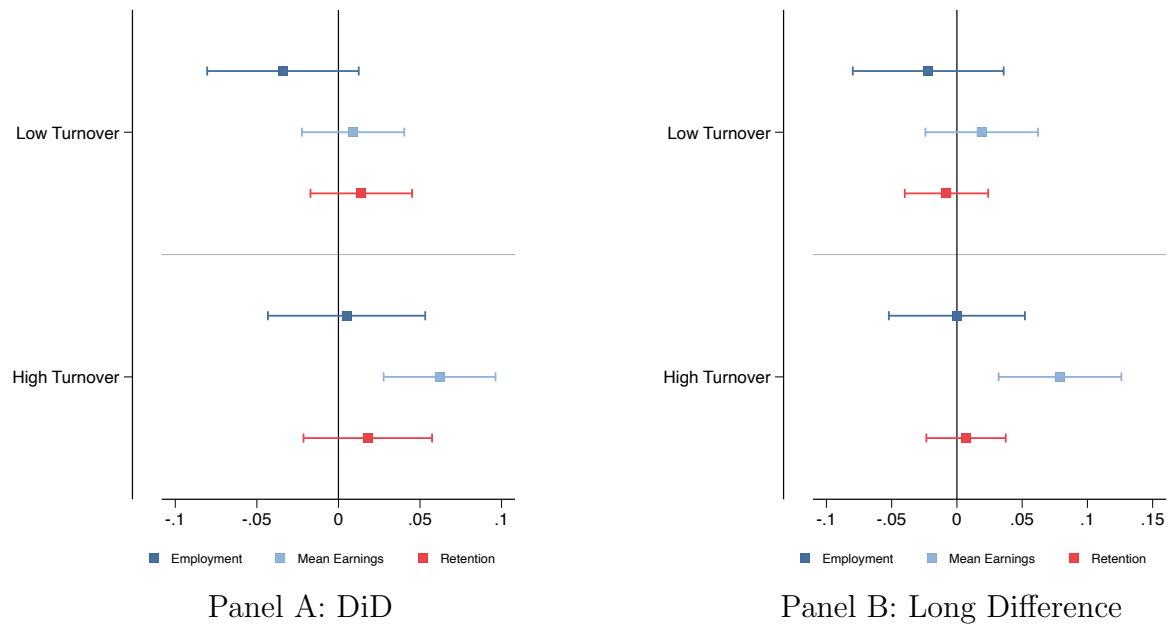 Low Turnover
High Turnover
-.1 -.05 0 .05 .1
Employment Mean Earnings Retention
Panel A: DiD
Low Turnover
High Turnover
-.1 -.05 0 .05 .1 .15
Employment Mean Earnings Retention
Panel B: Long Difference